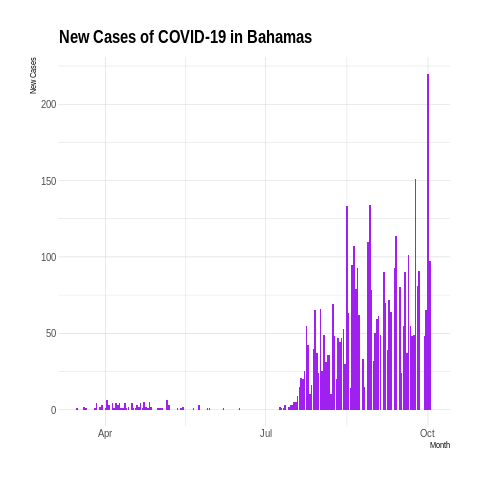 New Cases of COVID-19 in Bahamas
New Cases
200
150
100
50
0
Apr
Jul
Oct
Month